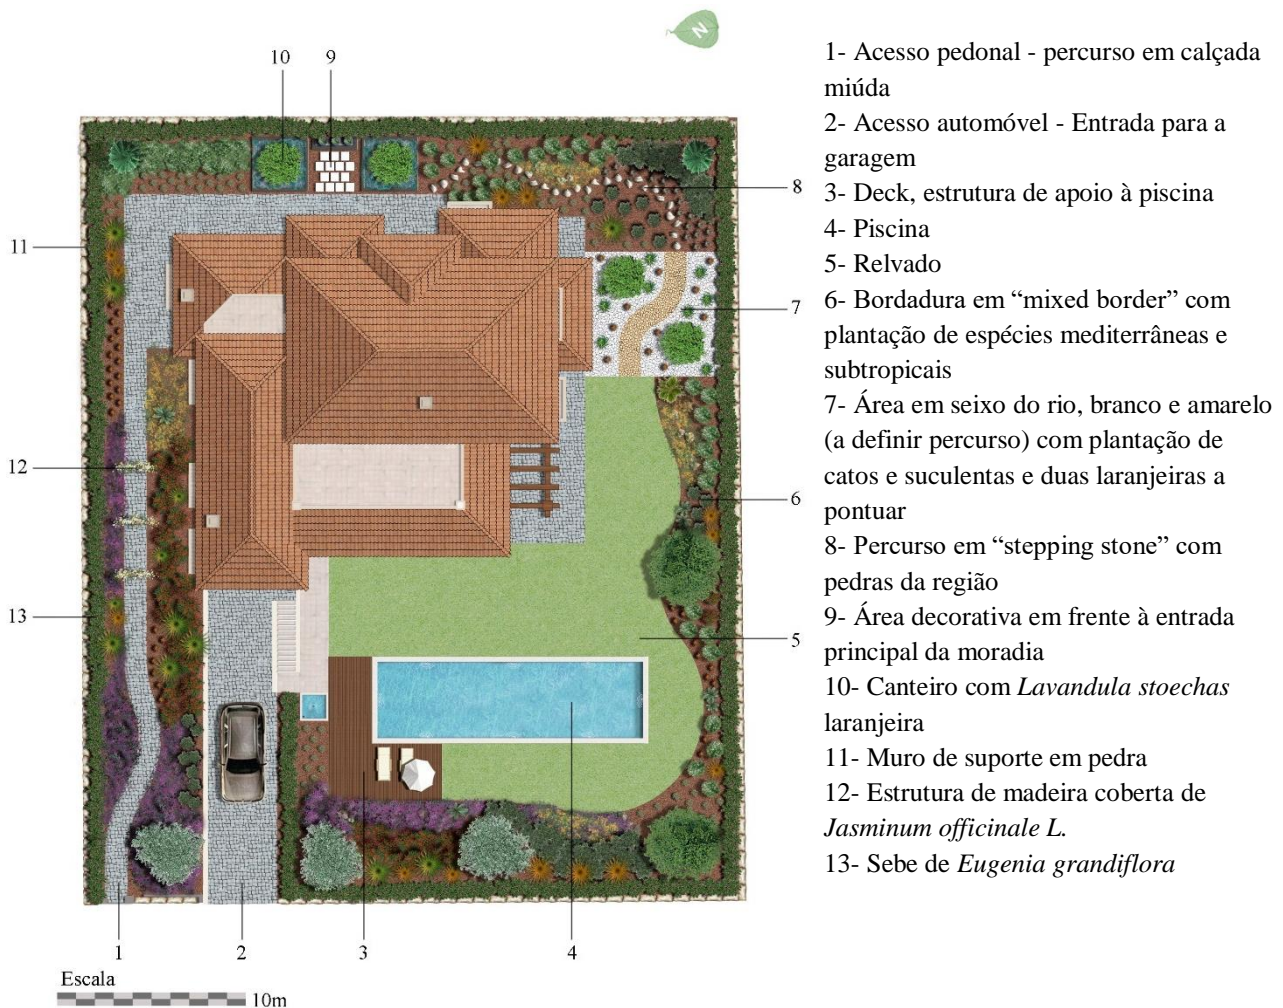 N
10
9
8
11
7
12
6
13
5
1
2
3
4
Escala
10m
1- Acesso pedonal - percurso em calçada
miúda
2- Acesso automóvel - Entrada para a
garagem
3- Deck, estrutura de apoio à piscina
4- Piscina
5- Relvado
6- Bordadura em “mixed border” com
plantação de espécies mediterrâneas e
subtropicais
7- Área em seixo do rio, branco e amarelo
(a definir percurso) com plantação de
catos e suculentas e duas laranjeiras a
pontuar
8- Percurso em “stepping stone” com
pedras da região
9- Área decorativa em frente à entrada
principal da moradia
10- Canteiro com Lavandula stoechas
laranjeira
11- Muro de suporte em pedra
12- Estrutura de madeira coberta de
Jasminum officinale L.
13- Sebe de Eugenia grandiflora